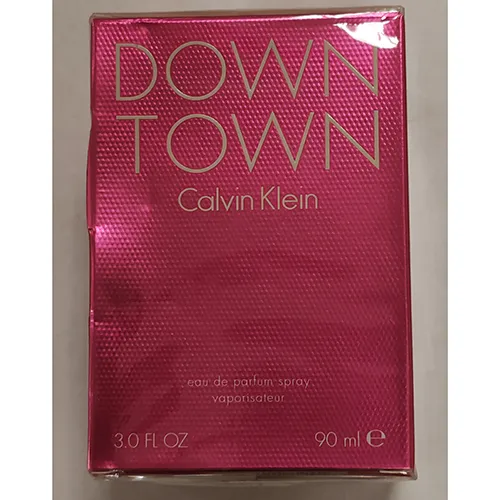 DOWN
TOWN
Calvin Klein
eau de parfum spray
vaporisateur
3.0 FL OZ 90 ml ℮